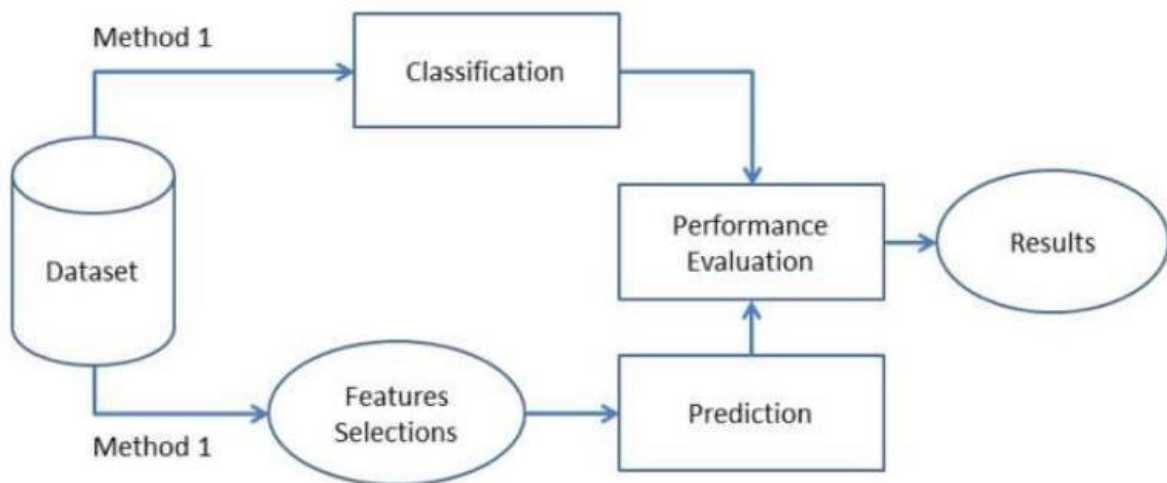 Method 1
Classification
Dataset
Performance
Evaluation
Results
Features
Selections
Prediction
Method 1